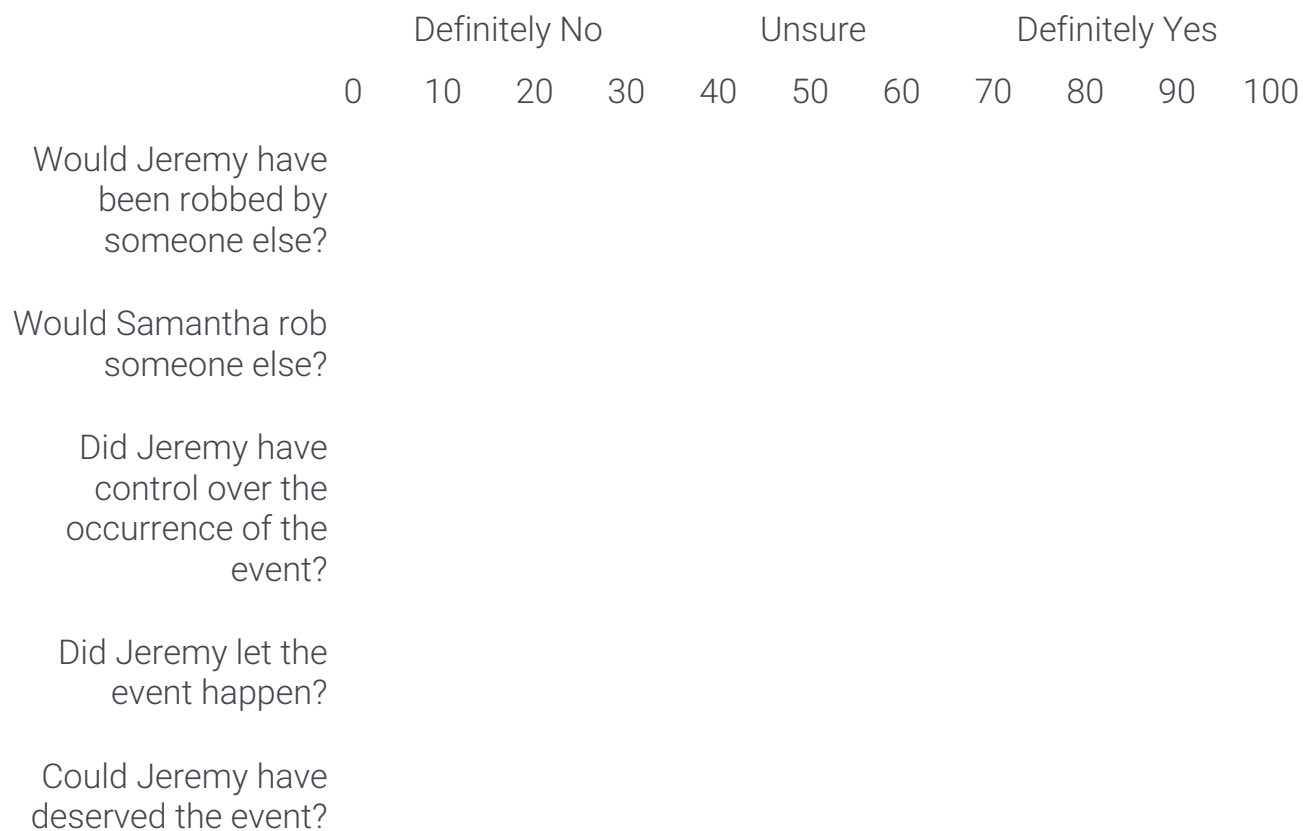 Definitely No Unsure Definitely Yes
0 10 20 30 40 50 60 70 80 90 100
Would Jeremy have
been robbed by
someone else?
Would Samantha rob
someone else?
Did Jeremy have
control over the
occurrence of the
event?
Did Jeremy let the
event happen?
Could Jeremy have
deserved the event?